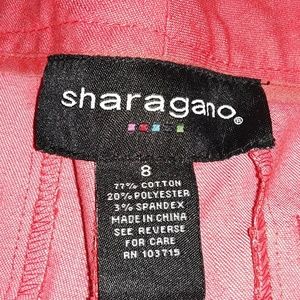 sharagano®
8
77% COTTON
20% POLYESTER
3% SPANDEX
MADE IN CHINA
SEE REVERSE
FOR CARE
RN 103715